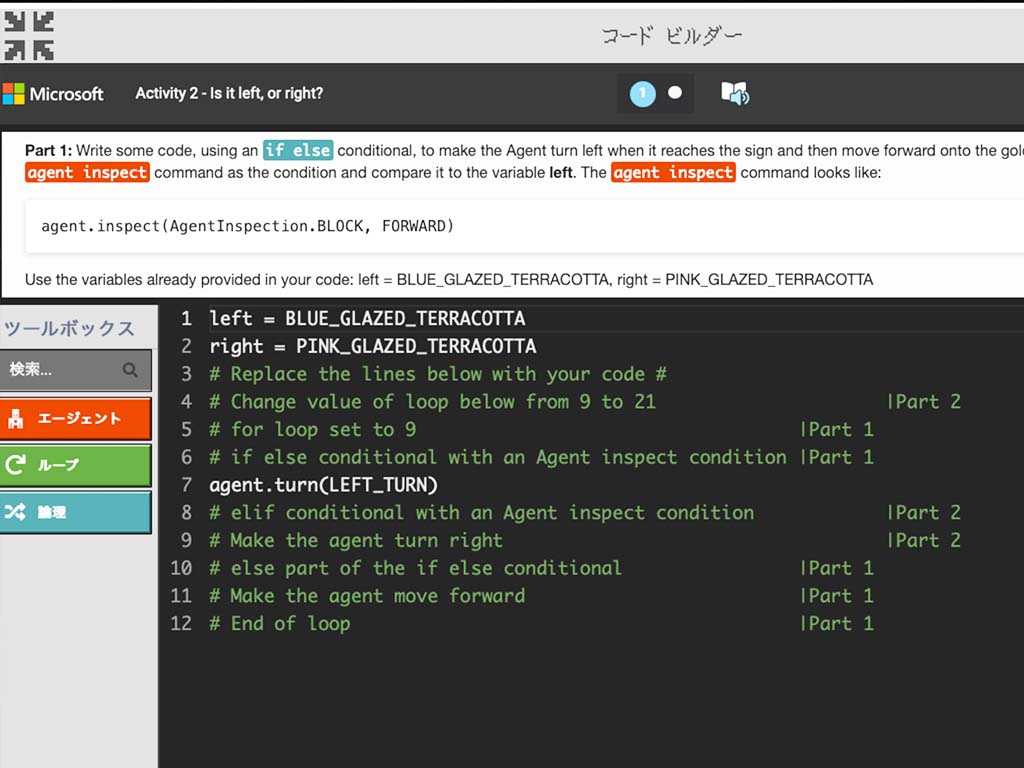 コード ビルダー
Microsoft Activity 2 - Is it left, or right? 1
Part 1: Write some code, using an if else conditional, to make the Agent turn left when it reaches the sign and then move forward onto the gol
agent inspect command as the condition and compare it to the variable left. The agent inspect command looks like:
agent.inspect(AgentInspection.BLOCK, FORWARD)
Use the variables already provided in your code: left = BLUE_GLAZED_TERRACOTTA, right = PINK_GLAZED_TERRACOTTA
ツールボックス
検索...
エージェント
ループ
論理
1 left = BLUE_GLAZED_TERRACOTTA
2 right = PINK_GLAZED_TERRACOTTA
3 # Replace the lines below with your code #
4 # Change value of loop below from 9 to 21 |Part 2
5 # for loop set to 9 |Part 1
6 # if else conditional with an Agent inspect condition |Part 1
7 agent.turn(LEFT_TURN)
8 # elif conditional with an Agent inspect condition |Part 2
9 # Make the agent turn right |Part 2
10 # else part of the if else conditional |Part 1
11 # Make the agent move forward |Part 1
12 # End of loop |Part 1